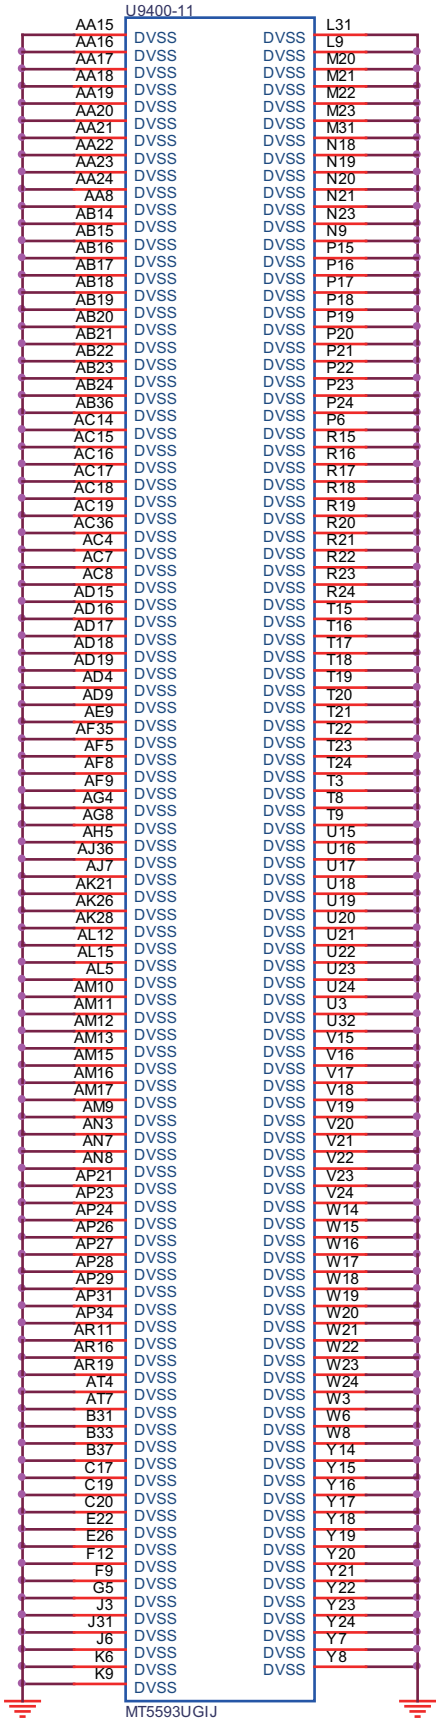 U9400-11
AA15 DVSS DVSS L31
AA16 DVSS DVSS L9
AA17 DVSS DVSS M20
AA18 DVSS DVSS M21
AA19 DVSS DVSS M22
AA20 DVSS DVSS M23
AA21 DVSS DVSS M31
AA22 DVSS DVSS N18
AA23 DVSS DVSS N19
AA24 DVSS DVSS N20
AA8 DVSS DVSS N21
AB14 DVSS DVSS N23
AB15 DVSS DVSS N9
AB16 DVSS DVSS P15
AB17 DVSS DVSS P16
AB18 DVSS DVSS P17
AB19 DVSS DVSS P18
AB20 DVSS DVSS P19
AB21 DVSS DVSS P20
AB22 DVSS DVSS P21
AB23 DVSS DVSS P22
AB24 DVSS DVSS P23
AB36 DVSS DVSS P24
AC14 DVSS DVSS P6
AC15 DVSS DVSS R15
AC16 DVSS DVSS R16
AC17 DVSS DVSS R17
AC18 DVSS DVSS R18
AC19 DVSS DVSS R19
AC36 DVSS DVSS R20
AC4 DVSS DVSS R21
AC7 DVSS DVSS R22
AC8 DVSS DVSS R23
AD15 DVSS DVSS R24
AD16 DVSS DVSS T15
AD17 DVSS DVSS T16
AD18 DVSS DVSS T17
AD19 DVSS DVSS T18
AD4 DVSS DVSS T19
AD9 DVSS DVSS T20
AE9 DVSS DVSS T21
AF35 DVSS DVSS T22
AF5 DVSS DVSS T23
AF8 DVSS DVSS T24
AF9 DVSS DVSS T3
AG4 DVSS DVSS T8
AG8 DVSS DVSS T9
AH5 DVSS DVSS U15
AJ36 DVSS DVSS U16
AJ7 DVSS DVSS U17
AK21 DVSS DVSS U18
AK26 DVSS DVSS U19
AK28 DVSS DVSS U20
AL12 DVSS DVSS U21
AL15 DVSS DVSS U22
AL5 DVSS DVSS U23
AM10 DVSS DVSS U24
AM11 DVSS DVSS U3
AM12 DVSS DVSS U32
AM13 DVSS DVSS V15
AM15 DVSS DVSS V16
AM16 DVSS DVSS V17
AM17 DVSS DVSS V18
AM9 DVSS DVSS V19
AN3 DVSS DVSS V20
AN7 DVSS DVSS V21
AN8 DVSS DVSS V22
AP21 DVSS DVSS V23
AP23 DVSS DVSS V24
AP24 DVSS DVSS W14
AP26 DVSS DVSS W15
AP27 DVSS DVSS W16
AP28 DVSS DVSS W17
AP29 DVSS DVSS W18
AP31 DVSS DVSS W19
AP34 DVSS DVSS W20
AR11 DVSS DVSS W21
AR16 DVSS DVSS W22
AR19 DVSS DVSS W23
AT4 DVSS DVSS W24
AT7 DVSS DVSS W3
B31 DVSS DVSS W6
B33 DVSS DVSS W8
B37 DVSS DVSS Y14
C17 DVSS DVSS Y15
C19 DVSS DVSS Y16
C20 DVSS DVSS Y17
E22 DVSS DVSS Y18
E26 DVSS DVSS Y19
F12 DVSS DVSS Y20
F9 DVSS DVSS Y21
G5 DVSS DVSS Y22
J3 DVSS DVSS Y23
J31 DVSS DVSS Y24
J6 DVSS DVSS Y7
K6 DVSS DVSS Y8
K9 DVSS
MT5593UGIJ